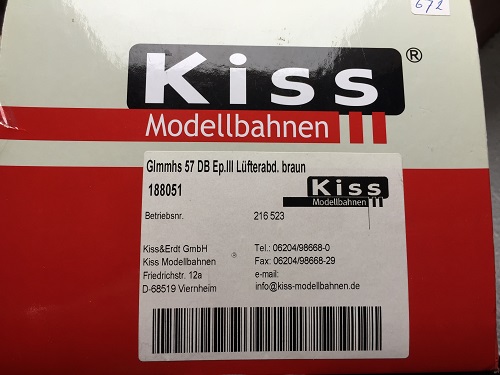 672
Kiss®
Modellbahnen
Glmmhs 57 DB Ep.III Lüfterabd. braun
188051
Kiss
Modellbahnen
Betriebsnr. 216 523
Kiss&Erdt GmbH Tel.: 06204/98668-0
Kiss Modellbahnen ® Fax: 06204/98668-29
Friedrichstr. 12a e-mail:
D-68519 Viernheim info@kiss-modellbahnen.de